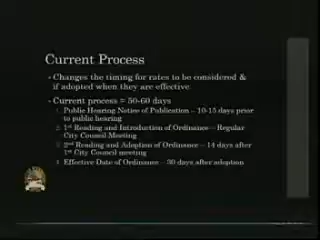 Current Process
- Changes the timing for rates to be considered &
if adopted when they are effective
- Current process = 50-60 days
1. Public Hearing Notice of Publication – 10-15 days prior
to public hearing
2. 1st Reading and Introduction of Ordinance – Regular
City Council Meeting
3. 2nd Reading and Adoption of Ordinance – 14 days after
1st City Council meeting
4. Effective Date of Ordinance – 30 days after adoption